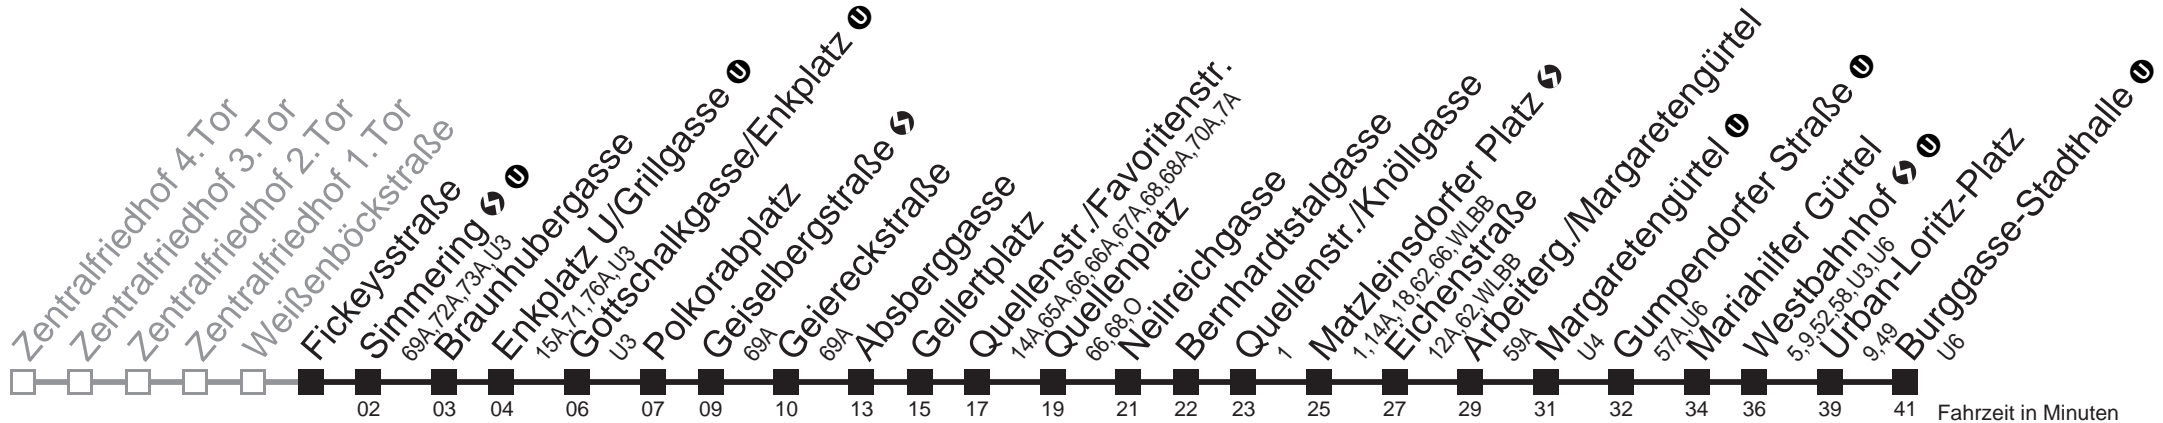 Zentralfriedhof 4. Tor
Zentralfriedhof 3. Tor
Zentralfriedhof 2. Tor
Zentralfriedhof 1. Tor
Weißenböckstraße
Fickeysstraße
Simmering S U
69A,72A,73A,U3
Braunhubergasse
Enkplatz U/Grillgasse U
15A,71,76A,U3
Gottschalkgasse/Enkplatz U
U3
Polkorabplatz
Geiselbergstraße S
69A
Geiereckstraße
69A
Absberggasse
Gellertplatz
Quellenstr./Favoritenstr.
14A,65A,66,66A,67A,68,68A,70A,7A
Quellenplatz
66,68,O
Neilreichgasse
Bernhardtstalgasse
Quellenstr./Knöllgasse
1
Matzleinsdorfer Platz S
1,14A,18,62,66,WLBB
Eichenstraße
12A,62,WLBB
Arbeiterg./Margaretengürtel
59A
Margaretengürtel U
U4
Gumpendorfer Straße U
57A,U6
Mariahilfer Gürtel
Westbahnhof S U
5,9,52,58,U3,U6
Urban-Loritz-Platz
9,49
Burggasse-Stadthalle U
U6
02 03 04 06 07 09 10 13 15 17 19 21 22 23 25 27 29 31 32 34 36 39 41 Fahrzeit in Minuten